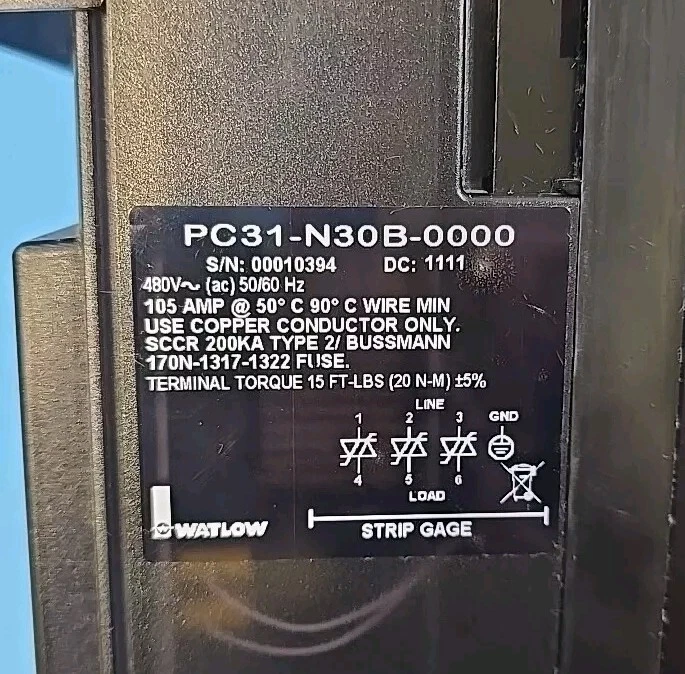 PC31-N30B-0000
S/N: 00010394 DC: 1111
480V~ (ac) 50/60 Hz
105 AMP @ 50° C 90° C WIRE MIN
USE COPPER CONDUCTOR ONLY.
SCCR 200KA TYPE 2/ BUSSMANN
170N-1317-1322 FUSE.
TERMINAL TORQUE 15 FT-LBS (20 N-M) ±5%
LINE
1 2 3 GND
4 5 6
LOAD
WATLOW STRIP GAGE